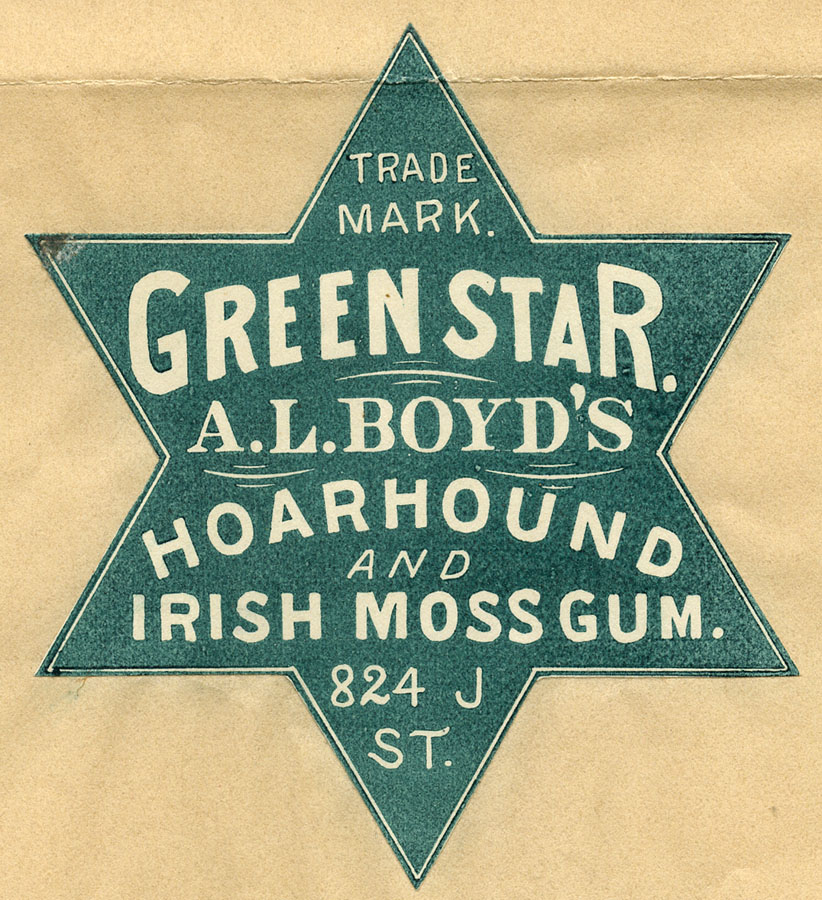 TRADE
MARK.
GREEN STAR.
A.L.BOYD'S
HOARHOUND
AND
IRISH MOSS GUM.
824 J
ST.